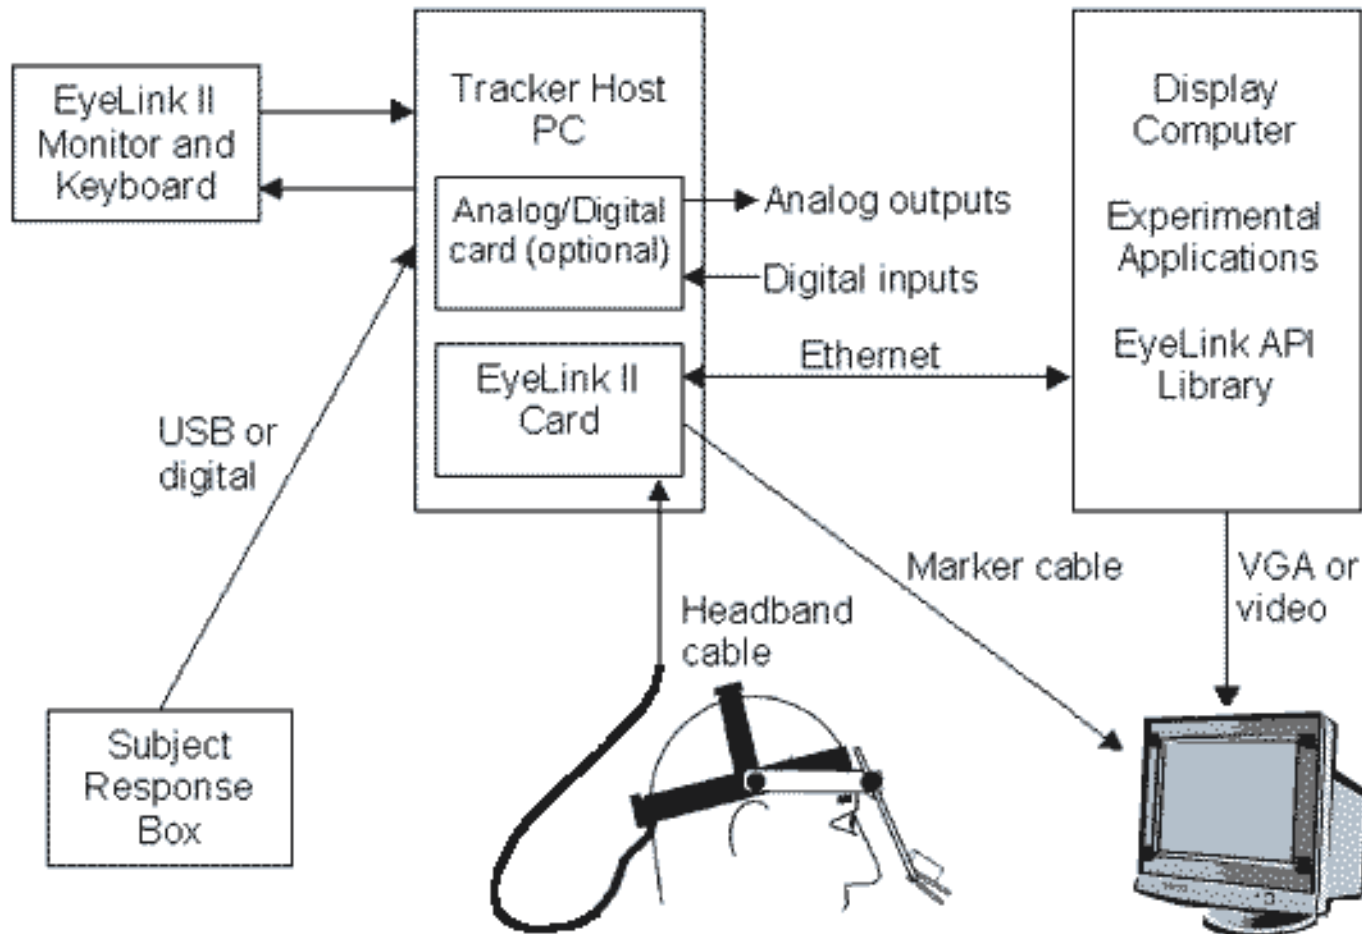 EyeLink II
Monitor and
Keyboard
Tracker Host
PC
Analog/Digital
card (optional)
Analog outputs
Digital inputs
EyeLink II
Card
Ethernet
Display
Computer
Experimental
Applications
EyeLink API
Library
USB or
digital
Marker cable
VGA or
video
Headband
cable
Subject
Response
Box